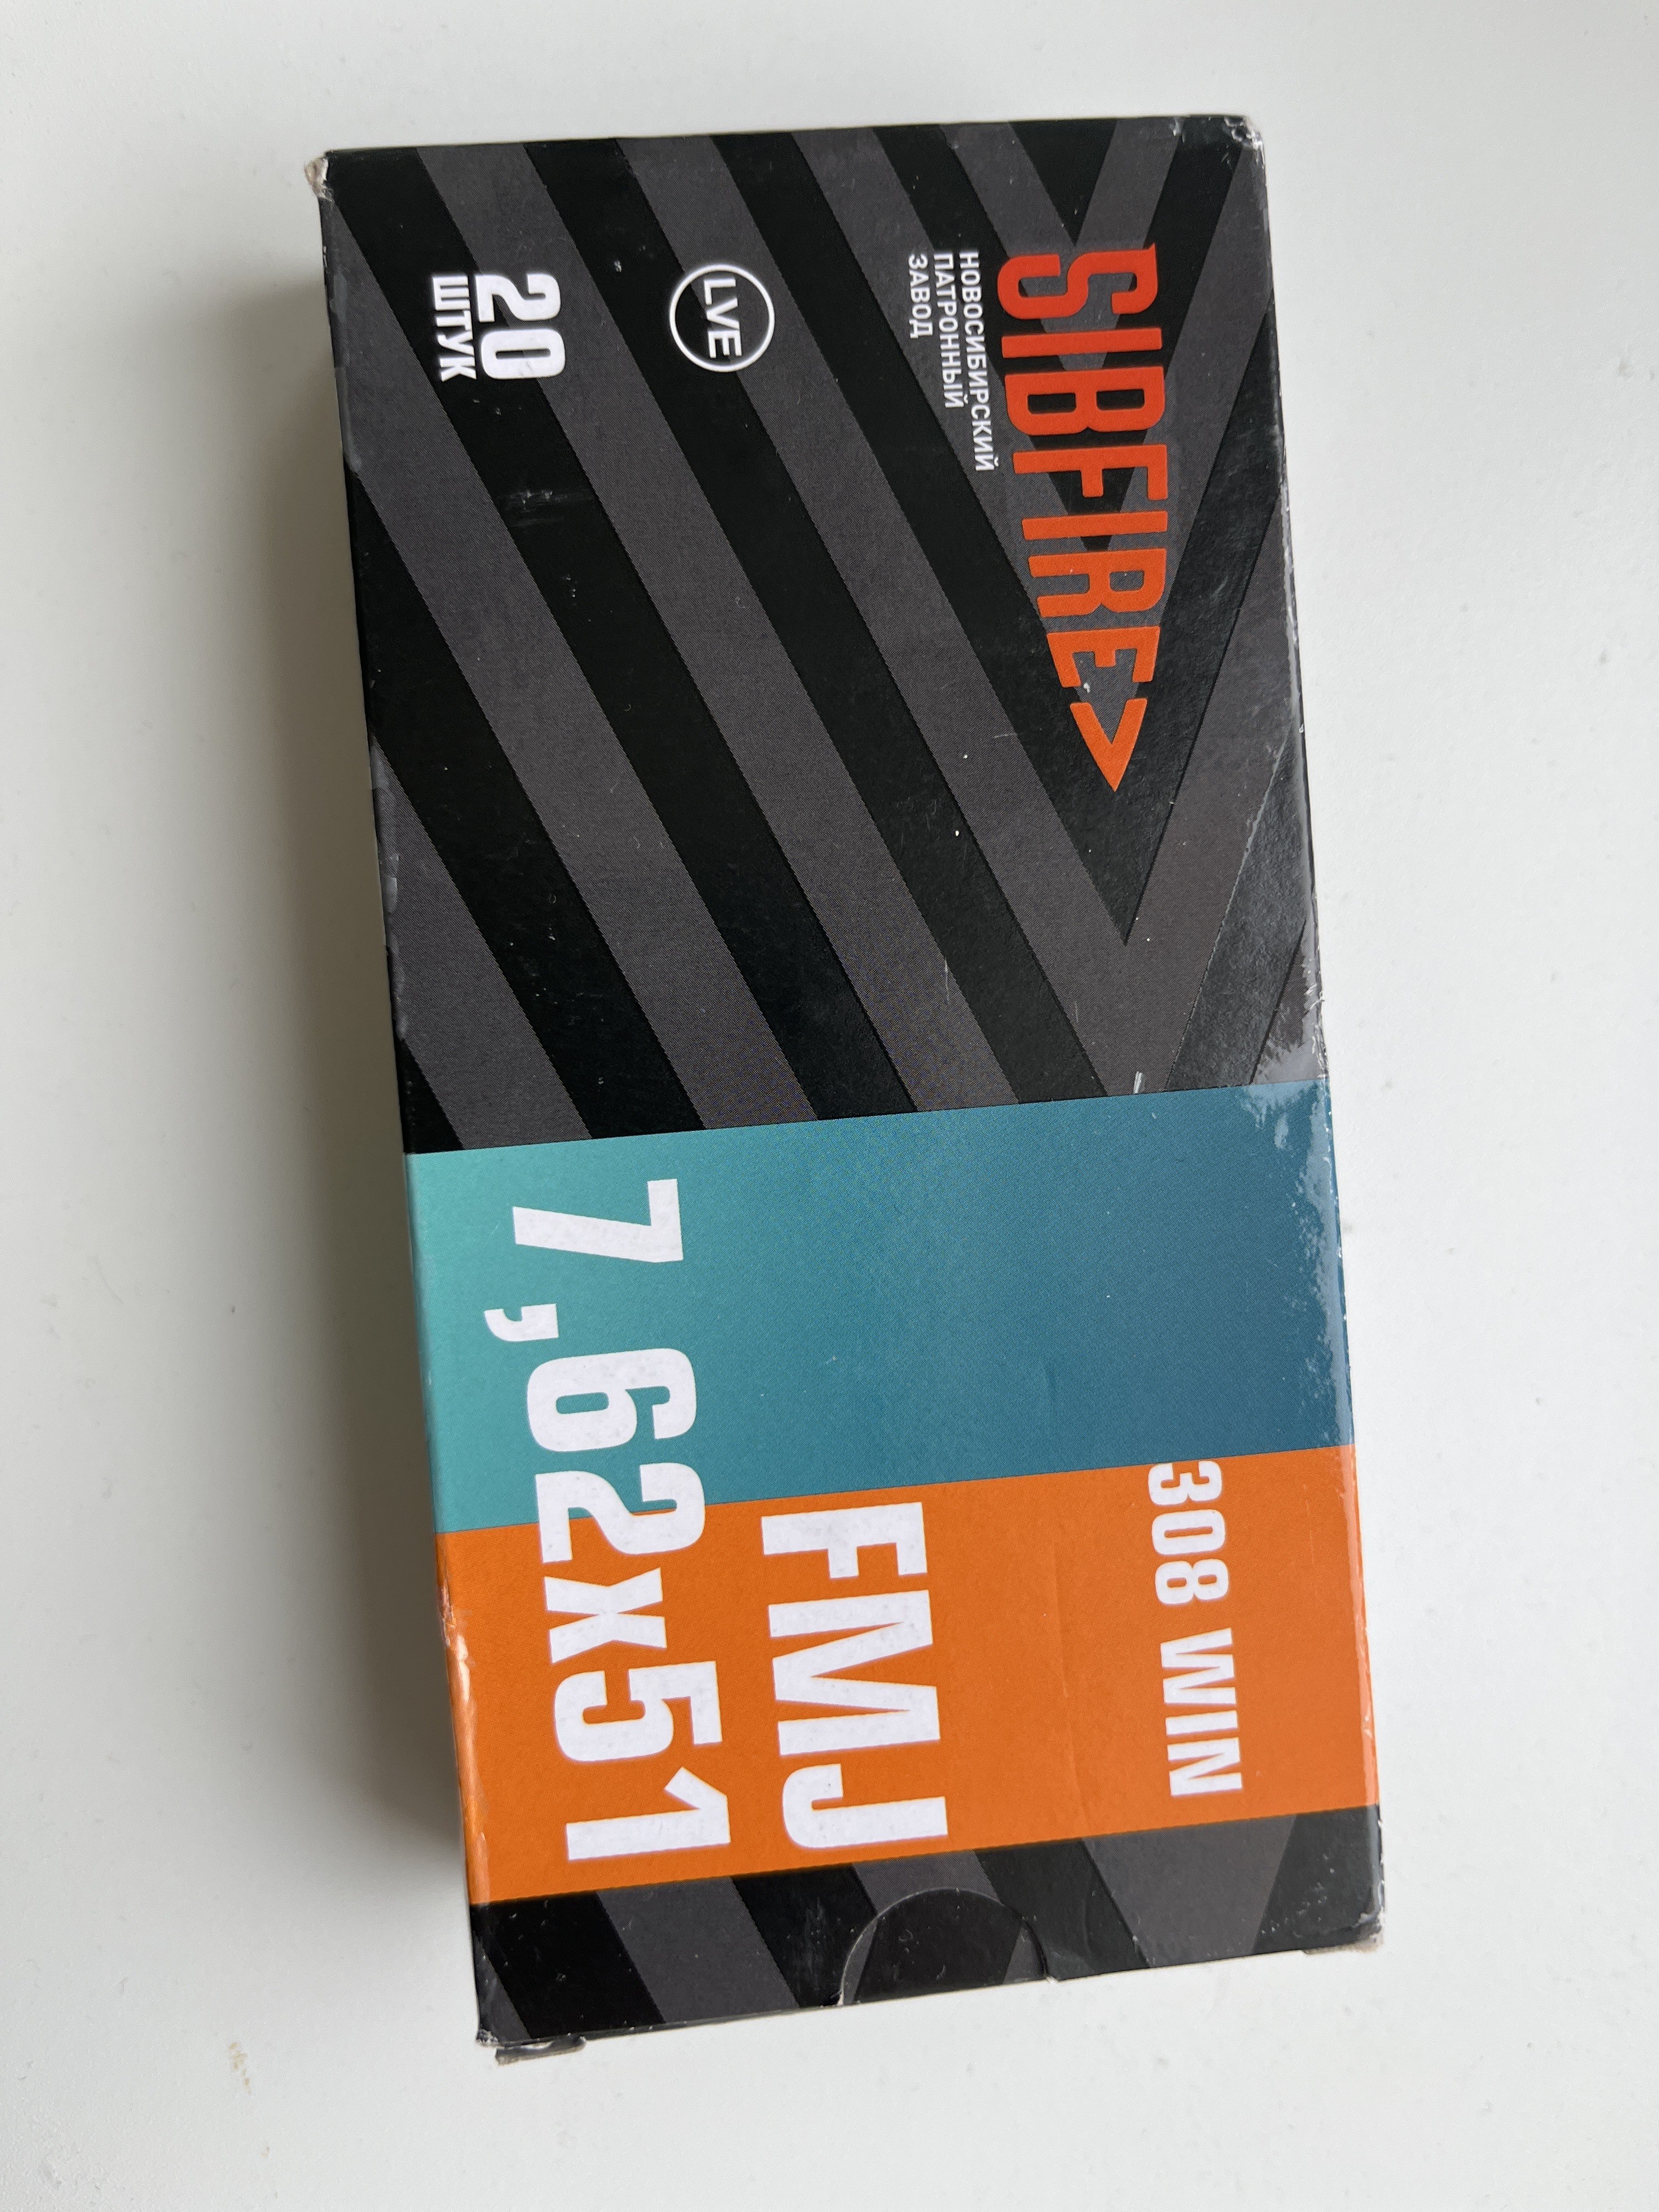 SIBFIRE
НОВОСИБИРСКИЙ
ПАТРОННЫЙ
ЗАВОД
LVE
20
ШТУК
308 WIN
FMJ
7,62x51